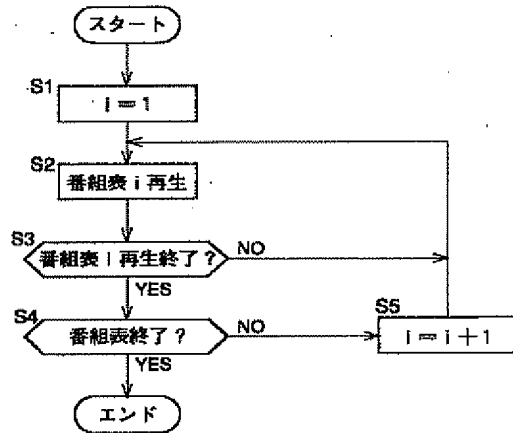 スタート
S1
i = 1
S2
番組表 i 再生
S3
番組表 i 再生終了?
NO
YES
S4
番組表終了?
NO
S5
i = i + 1
YES
エンド